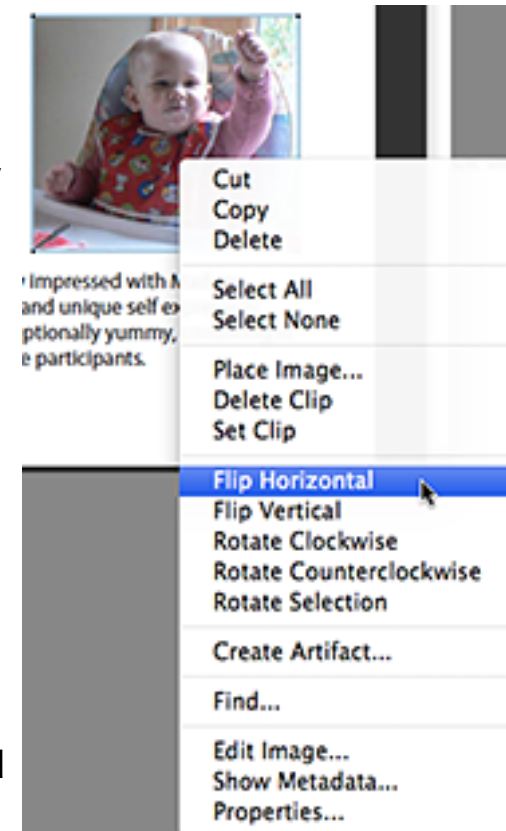 impressed with M
and unique self ex
ptionally yummy,
e participants.
Cut
Copy
Delete
Select All
Select None
Place Image...
Delete Clip
Set Clip
Flip Horizontal
Flip Vertical
Rotate Clockwise
Rotate Counterclockwise
Rotate Selection
Create Artifact...
Find...
Edit Image...
Show Metadata...
Properties...